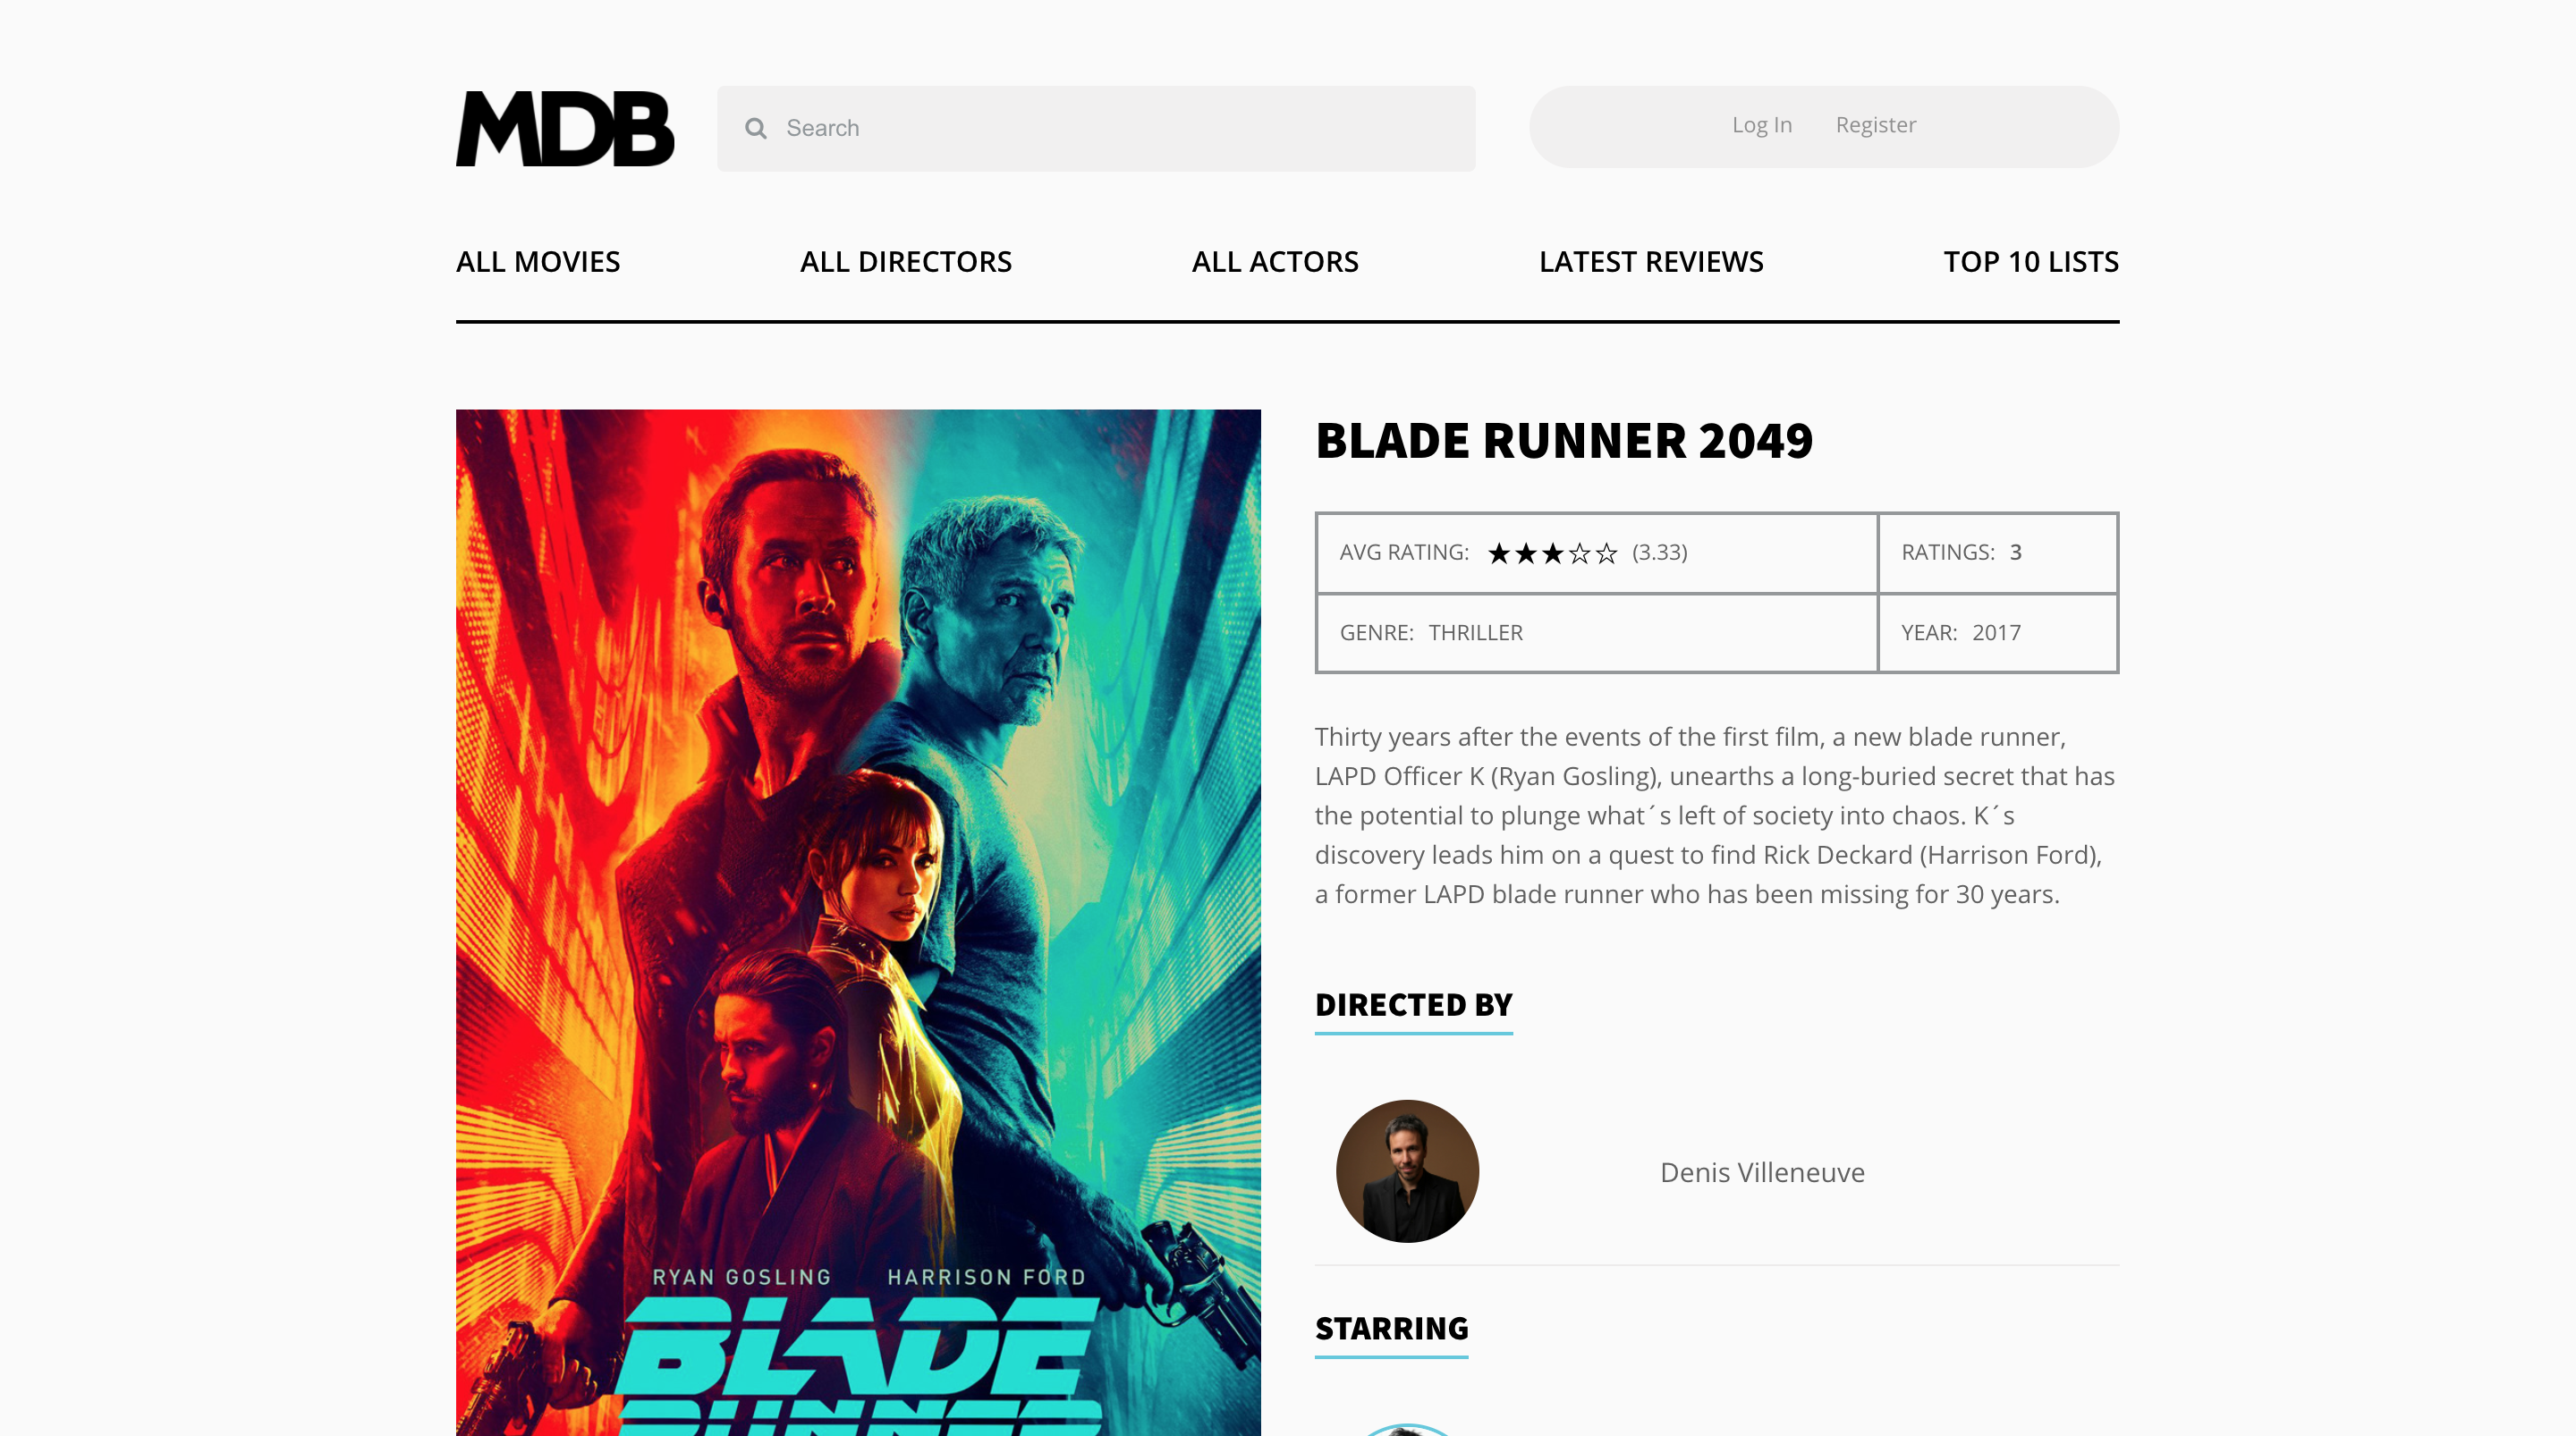 MDB
Search
Log In
Register
ALL MOVIES
ALL DIRECTORS
ALL ACTORS
LATEST REVIEWS
TOP 10 LISTS
BLADE RUNNER 2049
AVG RATING: ★★★☆☆ (3.33)
RATINGS: 3
GENRE: THRILLER
YEAR: 2017
Thirty years after the events of the first film, a new blade runner,
LAPD Officer K (Ryan Gosling), unearths a long-buried secret that has
the potential to plunge what´s left of society into chaos. K´s
discovery leads him on a quest to find Rick Deckard (Harrison Ford),
a former LAPD blade runner who has been missing for 30 years.
DIRECTED BY
Denis Villeneuve
STARRING
RYAN GOSLING HARRISON FORD
BLADE
RUNNER